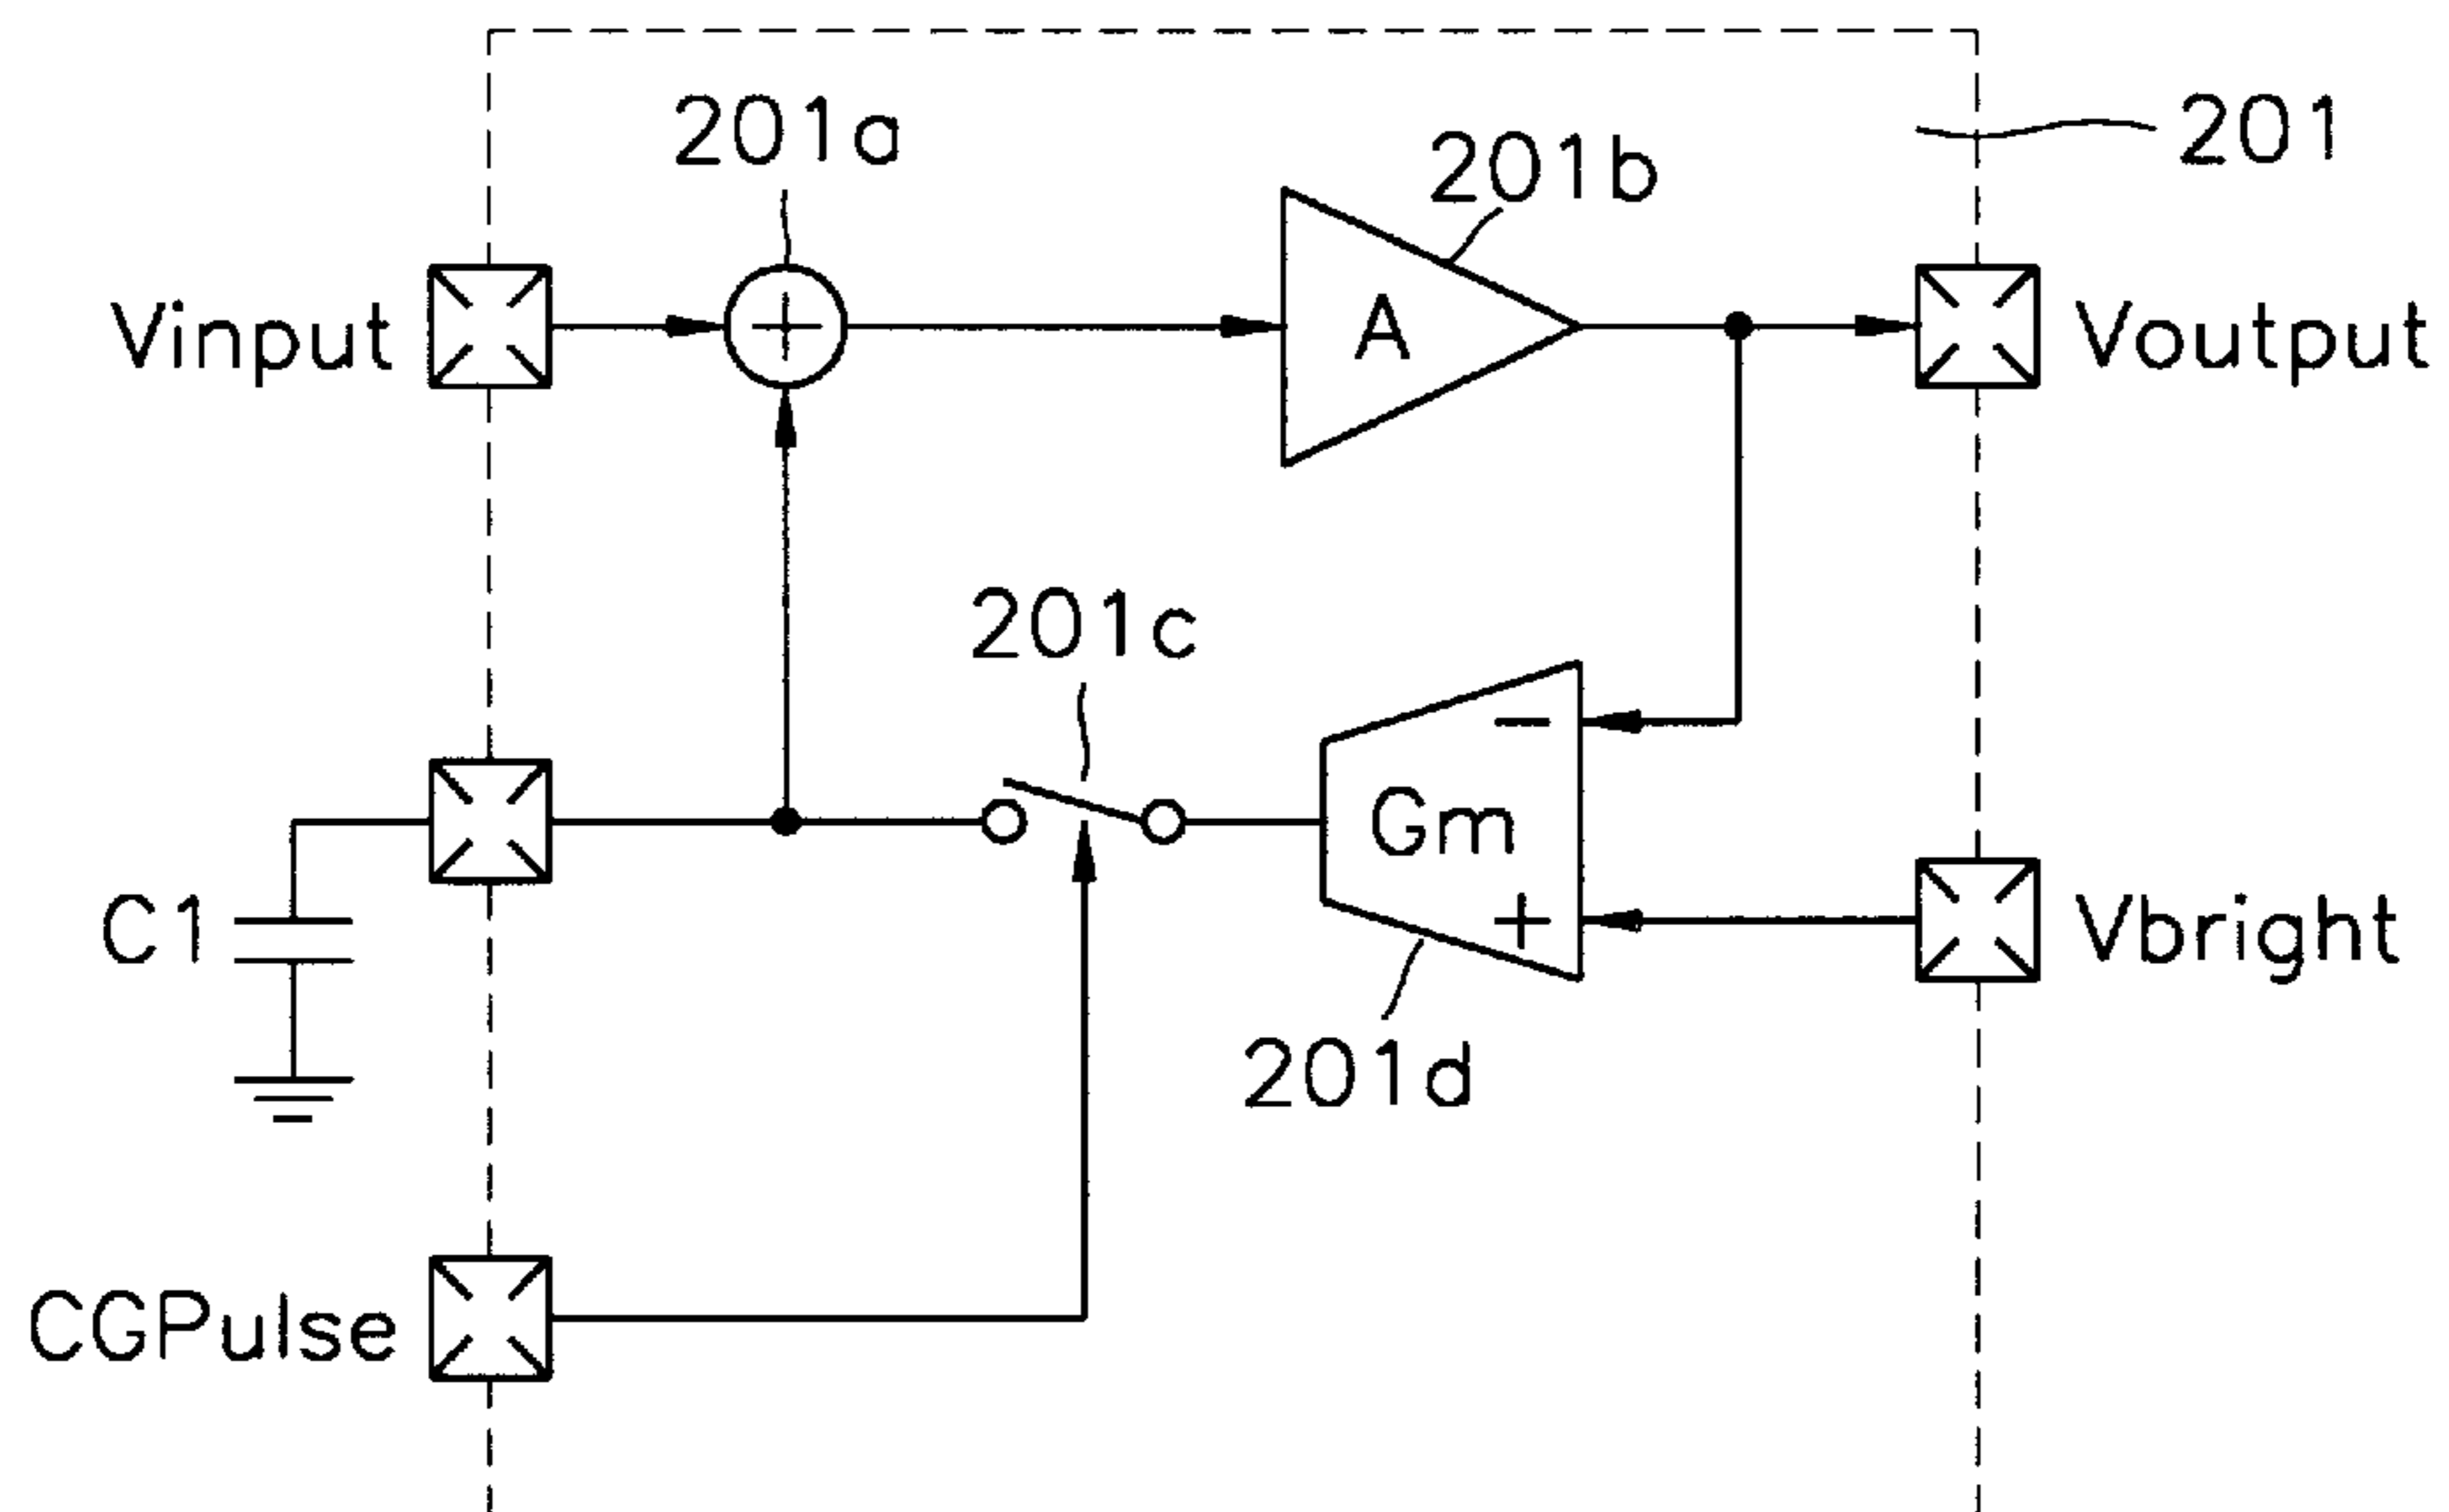 201a
201b
201
Vinput
A
Voutput
201c
−
Gm
+
C1
Vbright
201d
CGPulse